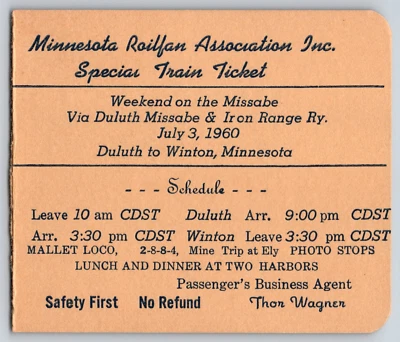 Minnesota Roilfan Association Inc.
Special Train Ticket
Weekend on the Missabe
Via Duluth Missabe & Iron Range Ry.
July 3, 1960
Duluth to Winton, Minnesota
- - - Schedule - - -
Leave 10 am CDST Duluth Arr. 9:00 pm CDST
Arr. 3:30 pm CDST Winton Leave 3:30 pm CDST
MALLET LOCO, 2-8-8-4, Mine Trip at Ely PHOTO STOPS
LUNCH AND DINNER AT TWO HARBORS
Passenger's Business Agent
Safety First No Refund Thor Wagner